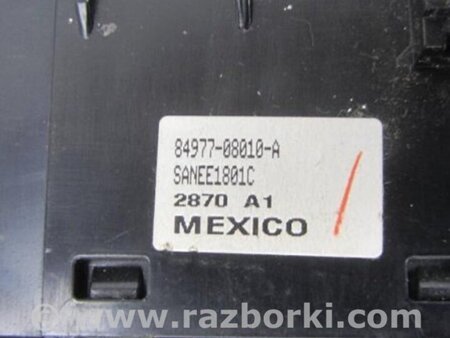 84977-08010-A
SANEE1801C
2870 A1
MEXICO
www.razborki.com